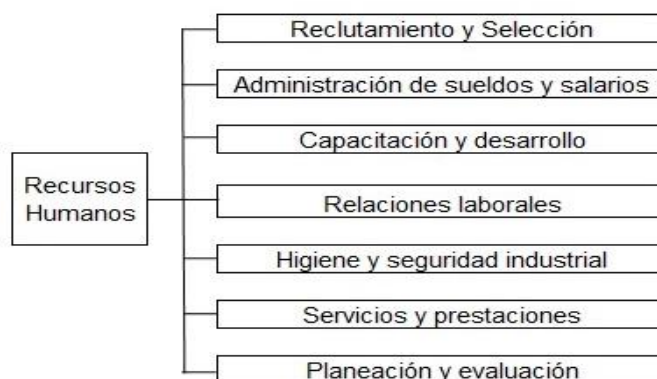 Recursos
Humanos
Reclutamiento y Selección
Administración de sueldos y salarios
Capacitación y desarrollo
Relaciones laborales
Higiene y seguridad industrial
Servicios y prestaciones
Planeación y evaluación